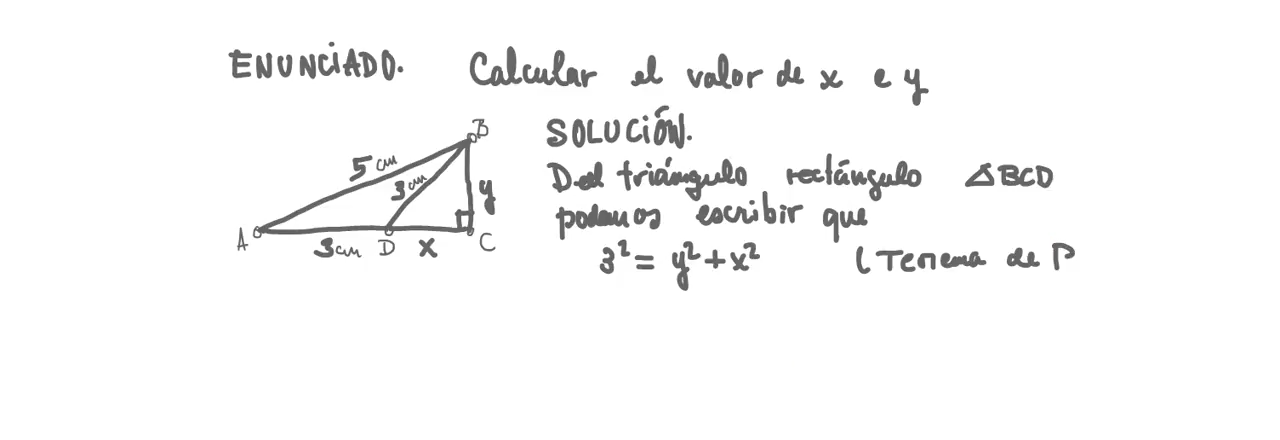 ENUNCIADO. Calcular el valor de x e y
SOLUCIÓN.
Del triángulo rectángulo △BCD
podemos escribir que
3² = y² + x² (Teorema de P
B
5 cm
3 cm
y
A
3 cm
D
x
C